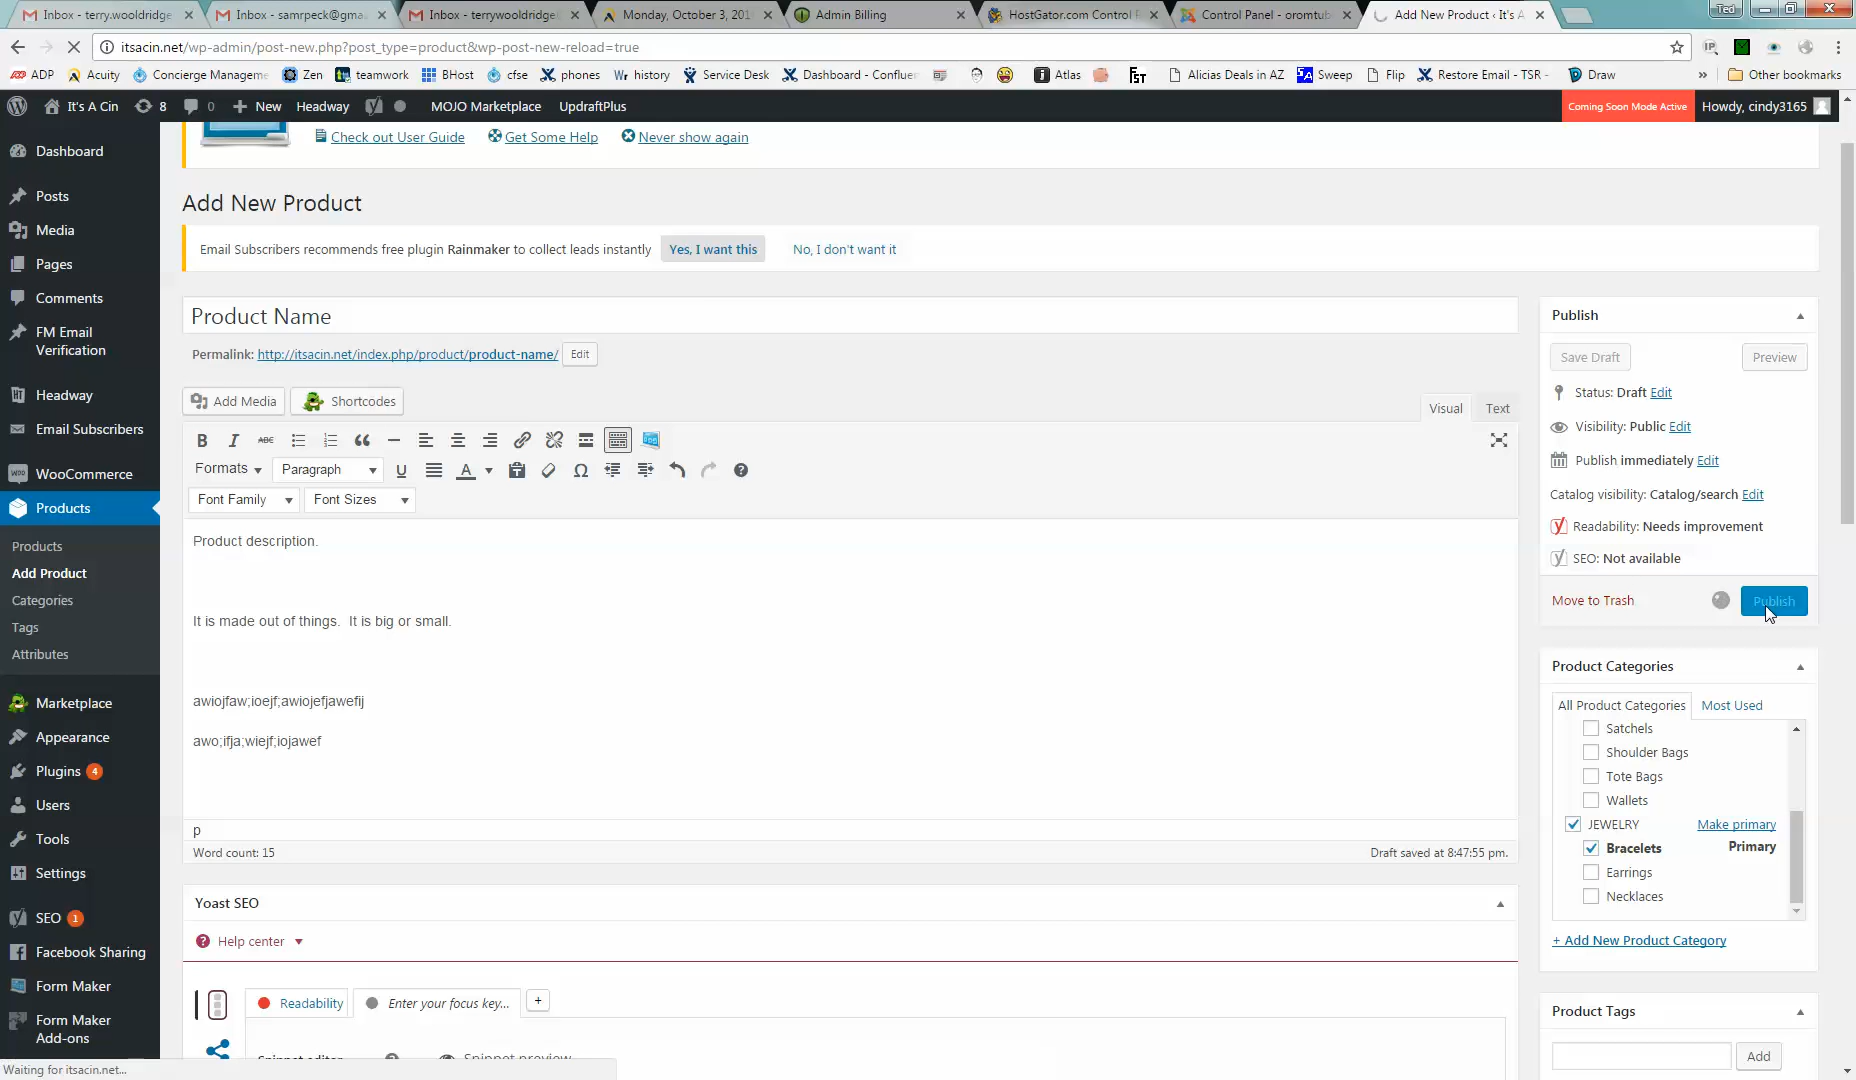 Inbox - terry.wooldridge
Inbox - samrpeck@gma
Inbox - terrywooldridge
Monday, October 3, 201
Admin Billing
HostGator.com Control
Control Panel - oromtub
Add New Product ‹ It's A
Ted
itsacin.net/wp-admin/post-new.php?post_type=product&wp-post-new-reload=true
IP
ADP
Acuity
Concierge Manageme
Zen
teamwork
BHost
cfse
phones
Wr history
Service Desk
Dashboard - Conflue
Atlas
FST
Alicias Deals in AZ
Sweep
Flip
Restore Email - TSR -
Draw
»
Other bookmarks
It's A Cin
8
0
New
Headway
MOJO Marketplace
UpdraftPlus
Coming Soon Mode Active
Howdy, cindy3165
Check out User Guide
Get Some Help
Never show again
Dashboard
Posts
Media
Pages
Comments
FM Email
Verification
Headway
Email Subscribers
WooCommerce
Products
Products
Add Product
Categories
Tags
Attributes
Marketplace
Appearance
Plugins 4
Users
Tools
Settings
SEO 1
Facebook Sharing
Form Maker
Form Maker
Add-ons
Add New Product
Email Subscribers recommends free plugin Rainmaker to collect leads instantly
Yes, I want this
No, I don't want it
Product Name
Permalink: http://itsacin.net/index.php/product/product-name/
Edit
Add Media
Shortcodes
Visual
Text
B I ABC
Formats
Paragraph
U
A
Font Family
Font Sizes
Product description.
It is made out of things. It is big or small.
awiojfaw;ioejf;awiojefjawefij
awo;ifja;wiejf;iojawef
p
Word count: 15
Draft saved at 8:47:55 pm.
Yoast SEO
Help center
Readability
Enter your focus key...
+
Snippet editor
Snippet preview
Publish
Save Draft
Preview
Status: Draft Edit
Visibility: Public Edit
Publish immediately Edit
Catalog visibility: Catalog/search Edit
Readability: Needs improvement
SEO: Not available
Move to Trash
Publish
Product Categories
All Product Categories
Most Used
Satchels
Shoulder Bags
Tote Bags
Wallets
JEWELRY
Make primary
Bracelets
Primary
Earrings
Necklaces
+ Add New Product Category
Product Tags
Add
Waiting for itsacin.net...